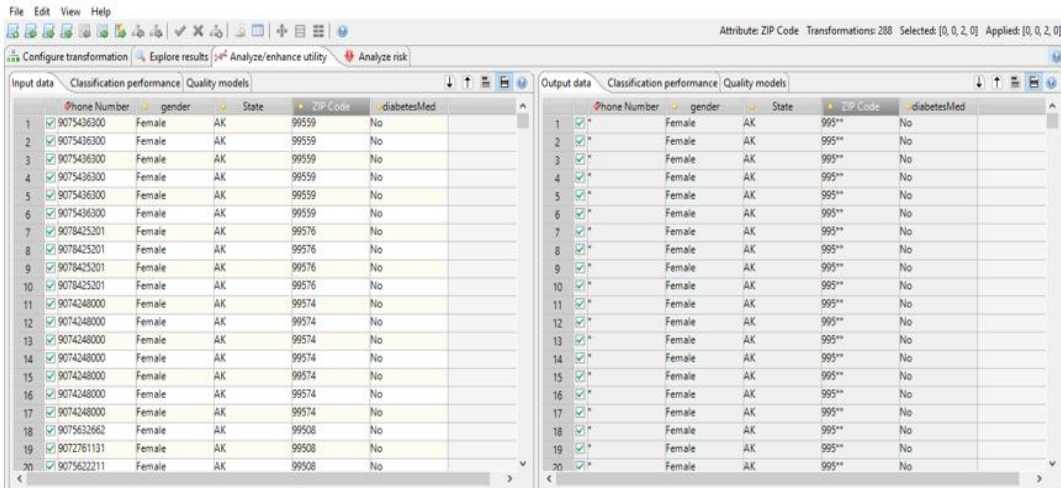 File Edit View Help
Attribute: ZIP Code Transformations: 288 Selected: [0, 0, 2, 0] Applied: [0, 0, 2, 0]
Configure transformation Explore results Analyze/enhance utility Analyze risk
Input data Classification performance Quality models Output data Classification performance Quality models
Phone Number gender State ZIP Code diabetesMed Phone Number gender State ZIP Code diabetesMed
1 9075436300 Female AK 99559 No 1 * Female AK 995** No
2 9075436300 Female AK 99559 No 2 * Female AK 995** No
3 9075436300 Female AK 99559 No 3 * Female AK 995** No
4 9075436300 Female AK 99559 No 4 * Female AK 995** No
5 9075436300 Female AK 99559 No 5 * Female AK 995** No
6 9075436300 Female AK 99559 No 6 * Female AK 995** No
7 9078425201 Female AK 99576 No 7 * Female AK 995** No
8 9078425201 Female AK 99576 No 8 * Female AK 995** No
9 9078425201 Female AK 99576 No 9 * Female AK 995** No
10 9078425201 Female AK 99576 No 10 * Female AK 995** No
11 9074248000 Female AK 99574 No 11 * Female AK 995** No
12 9074248000 Female AK 99574 No 12 * Female AK 995** No
13 9074248000 Female AK 99574 No 13 * Female AK 995** No
14 9074248000 Female AK 99574 No 14 * Female AK 995** No
15 9074248000 Female AK 99574 No 15 * Female AK 995** No
16 9074248000 Female AK 99574 No 16 * Female AK 995** No
17 9074248000 Female AK 99574 No 17 * Female AK 995** No
18 9075632662 Female AK 99508 No 18 * Female AK 995** No
19 9072761131 Female AK 99508 No 19 * Female AK 995** No
20 9075622211 Female AK 99508 No 20 * Female AK 995** No